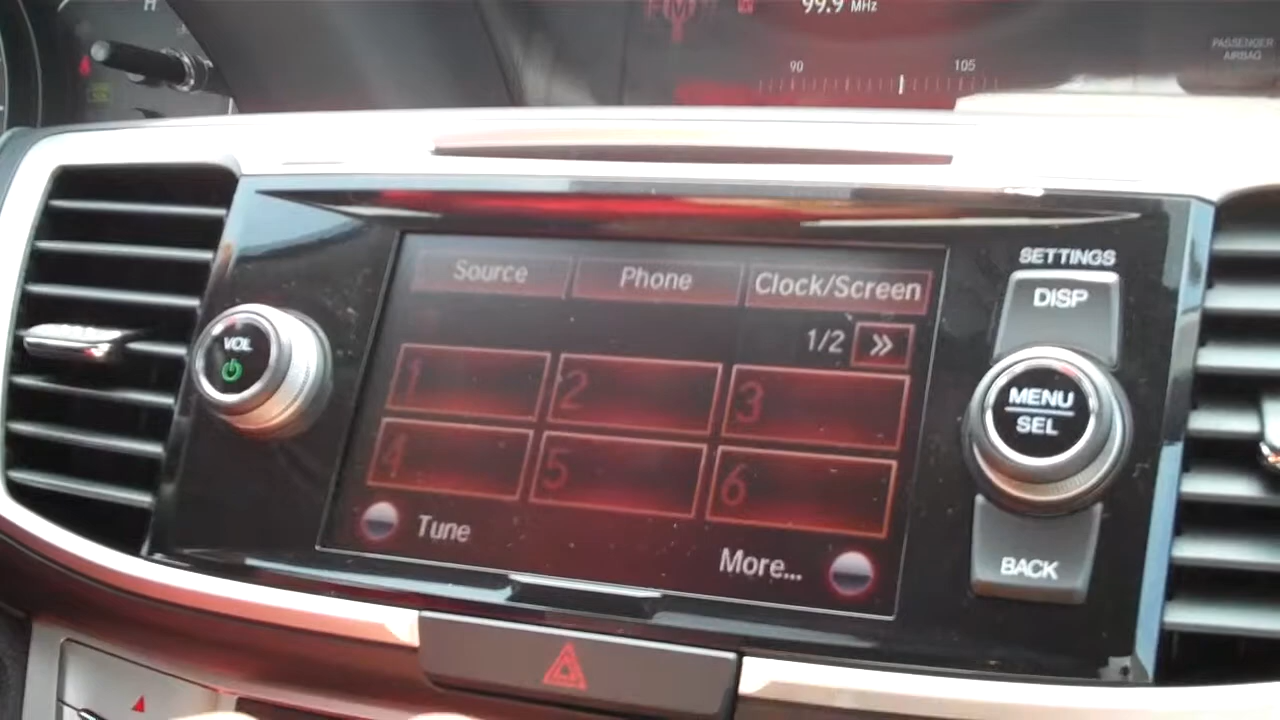 H
FM
99.9 MHz
90 105
PASSENGER
AIRBAG
SETTINGS
DISP
Source Phone Clock/Screen
1/2 »
VOL
1 2 3
MENU
SEL
4 5 6
Tune
More...
BACK